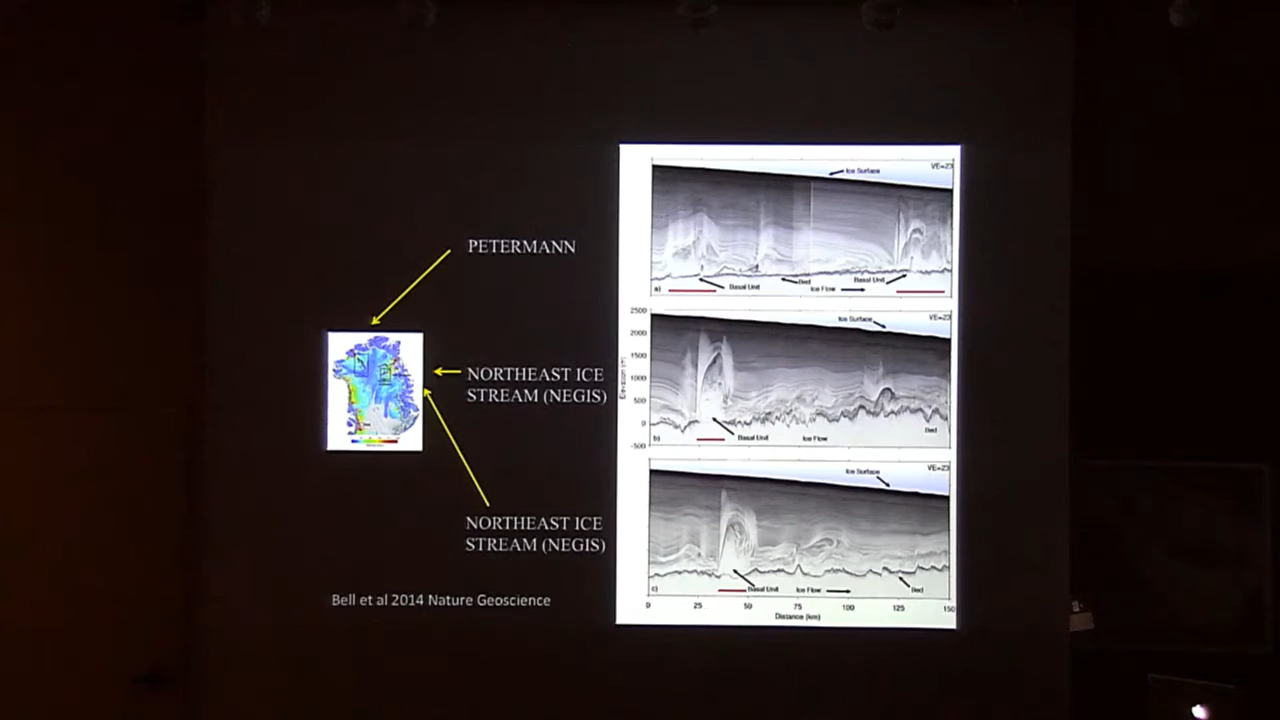 PETERMANN
NORTHEAST ICE
STREAM (NEGIS)
NORTHEAST ICE
STREAM (NEGIS)
Bell et al 2014 Nature Geoscience
Ice Surface
VE=23
a)
Basal Unit
Bed
Ice Flow
Basal Unit
2500
2000
1500
1000
500
0
-500
Elevation (m)
Ice Surface
VE=23
b)
Basal Unit
Ice Flow
Bed
Ice Surface
VE=23
c)
Basal Unit
Ice Flow
Bed
0 25 50 75 100 125 150
Distance (km)